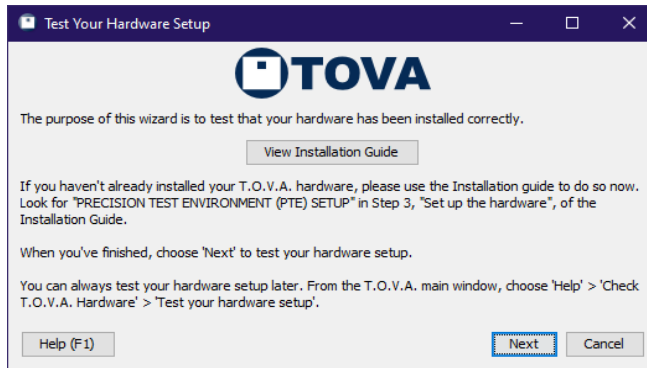 Test Your Hardware Setup
TOVA
The purpose of this wizard is to test that your hardware has been installed correctly.
View Installation Guide
If you haven't already installed your T.O.V.A. hardware, please use the Installation guide to do so now.
Look for "PRECISION TEST ENVIRONMENT (PTE) SETUP" in Step 3, "Set up the hardware", of the
Installation Guide.
When you've finished, choose 'Next' to test your hardware setup.
You can always test your hardware setup later. From the T.O.V.A. main window, choose 'Help' > 'Check
T.O.V.A. Hardware' > 'Test your hardware setup'.
Help (F1)
Next
Cancel